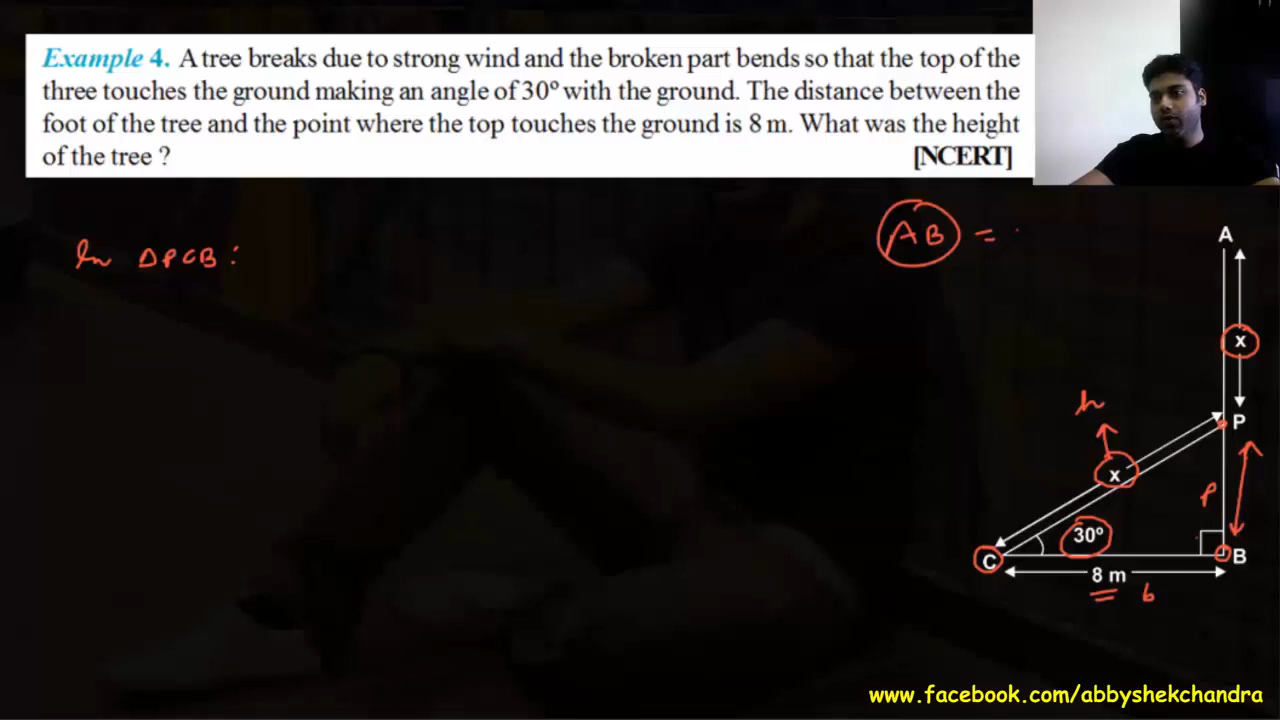 Example 4. A tree breaks due to strong wind and the broken part bends so that the top of the
three touches the ground making an angle of 30° with the ground. The distance between the
foot of the tree and the point where the top touches the ground is 8 m. What was the height
of the tree ? [NCERT]
In ΔPCB :
AB =
A
x
h
P
x
p
30°
C
B
8 m
b
www.facebook.com/abbyshekchandra